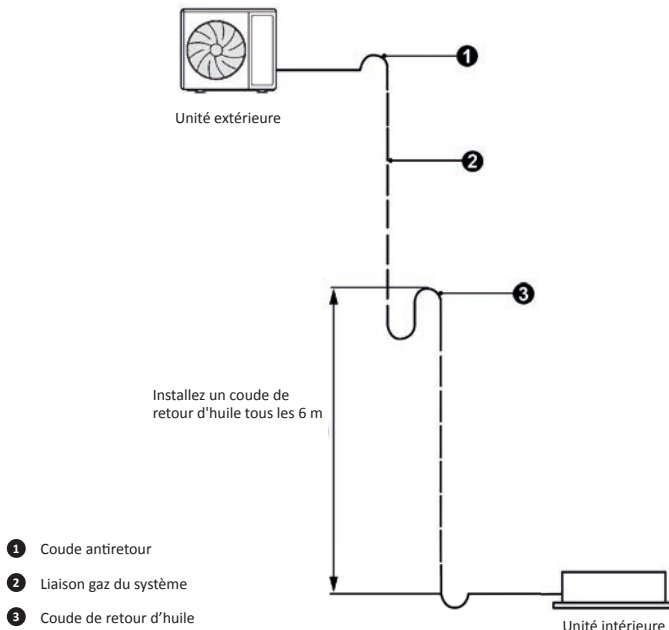 1
Unité extérieure
2
3
Installez un coude de
retour d'huile tous les 6 m
1 Coude antiretour
2 Liaison gaz du système
3 Coude de retour d’huile
Unité intérieure